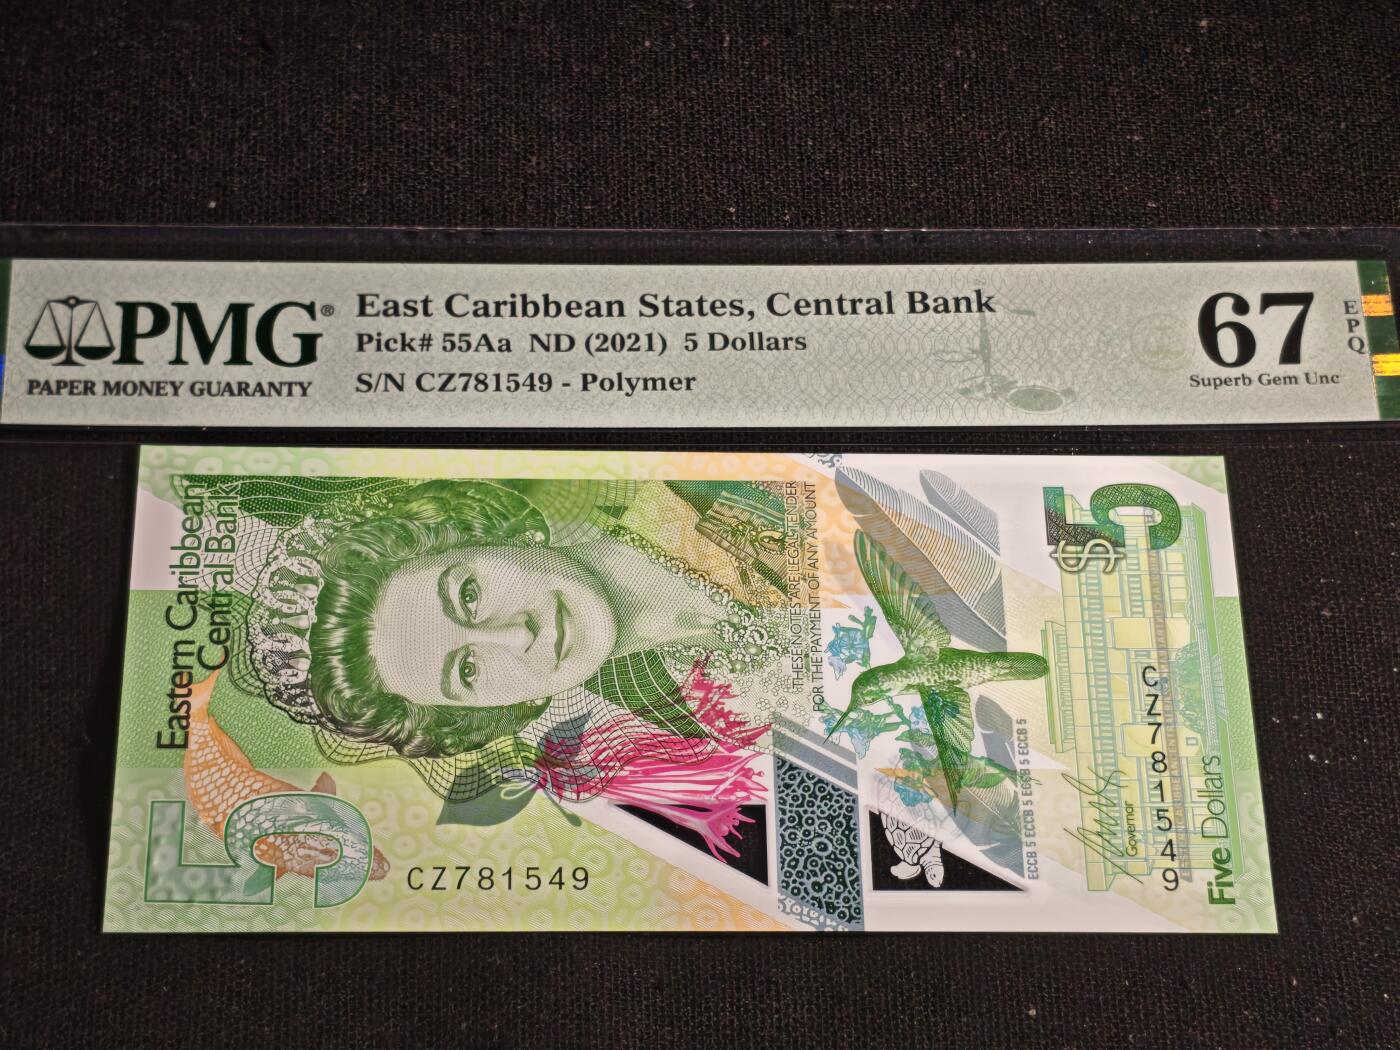 PMG®
PAPER MONEY GUARANTY
East Caribbean States, Central Bank
Pick# 55Aa ND (2021) 5 Dollars
S/N CZ781549 - Polymer
67
Superb Gem Unc
EPQ
Eastern Caribbean
Central Bank
5
CZ781549
THESE NOTES ARE LEGAL TENDER
FOR THE PAYMENT OF ANY AMOUNT
ECCB 5 ECCB 5 ECCB 5 ECCB 5
$5
Governor
CZ781549
Five Dollars